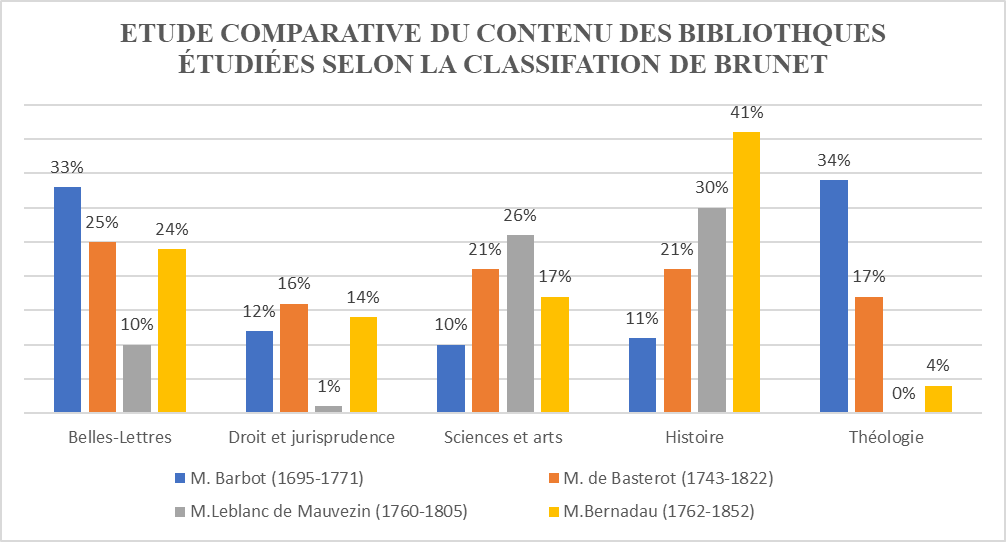 ETUDE COMPARATIVE DU CONTENU DES BIBLIOTHQUES
ÉTUDIÉES SELON LA CLASSIFATION DE BRUNET
33%
25%
10%
24%
12%
16%
1%
14%
10%
21%
26%
17%
11%
21%
30%
41%
34%
17%
0%
4%
Belles-Lettres
Droit et jurisprudence
Sciences et arts
Histoire
Théologie
M. Barbot (1695-1771)
M. de Basterot (1743-1822)
M.Leblanc de Mauvezin (1760-1805)
M.Bernadau (1762-1852)